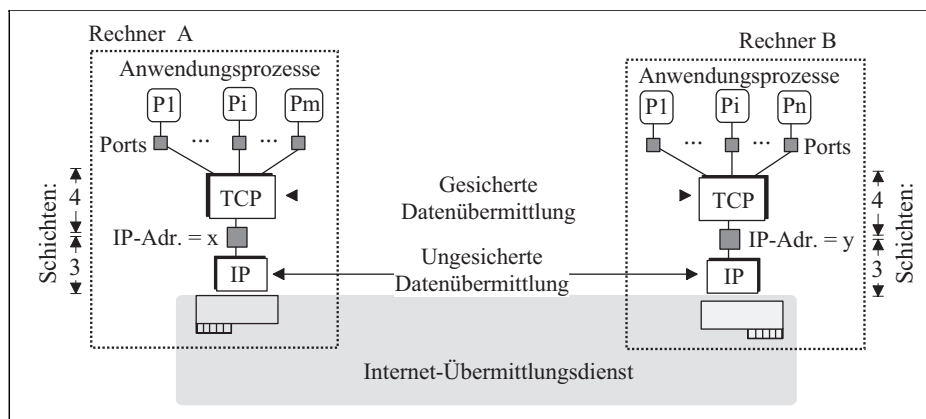 Rechner A
Rechner B
Anwendungsprozesse
Anwendungsprozesse
P1
Pi
Pm
P1
Pi
Pn
Ports
...
...
...
...
Ports
Schichten:
4
TCP
Gesicherte
Datenübermittlung
TCP
4
Schichten:
IP-Adr. = x
IP-Adr. = y
3
IP
Ungesicherte
Datenübermittlung
IP
3
Internet-Übermittlungsdienst